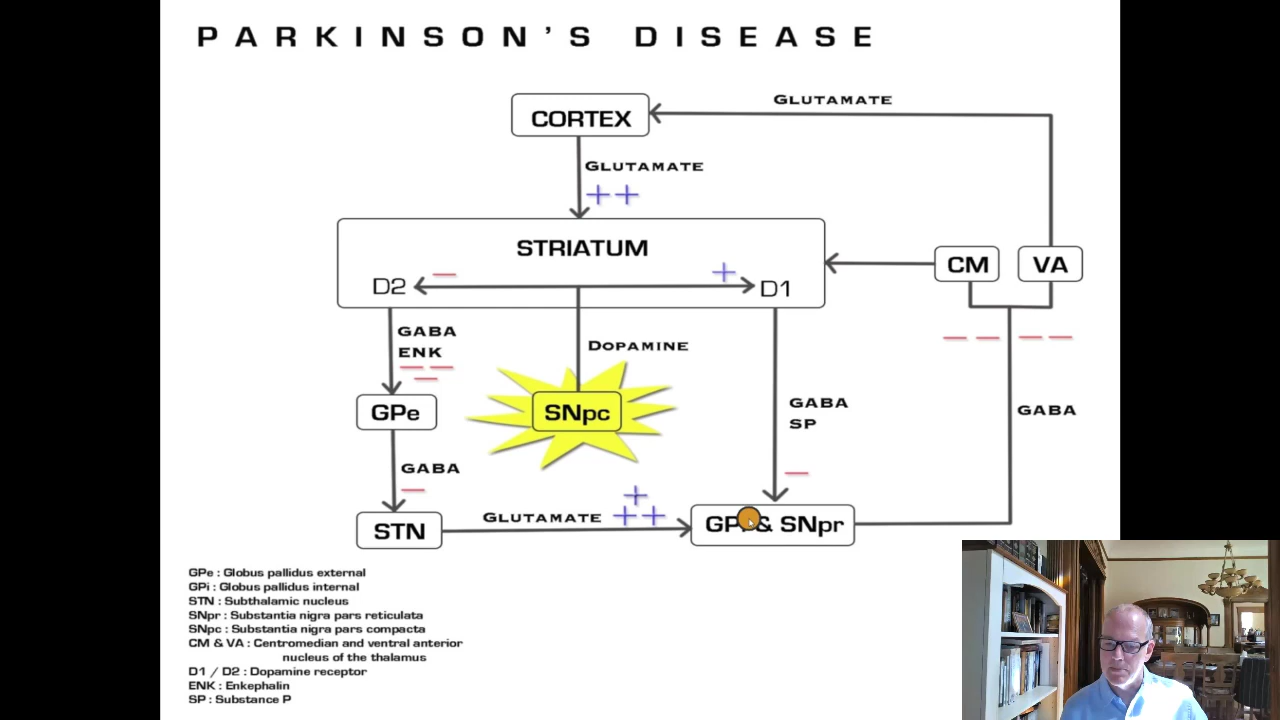 PARKINSON'S DISEASE
GLUTAMATE
CORTEX
GLUTAMATE
++
STRIATUM
CM
VA
D2
−
+
D1
GABA
ENK
− −
−
DOPAMINE
− −
− −
GPe
SNpc
GABA
SP
GABA
GABA
−
−
+
GLUTAMATE
++
STN
& SNpr
GPe : Globus pallidus external
GPi : Globus pallidus internal
STN : Subthalamic nucleus
SNpr : Substantia nigra pars reticulata
SNpc : Substantia nigra pars compacta
CM & VA : Centromedian and ventral anterior
nucleus of the thalamus
D1 / D2 : Dopamine receptor
ENK : Enkephalin
SP : Substance P